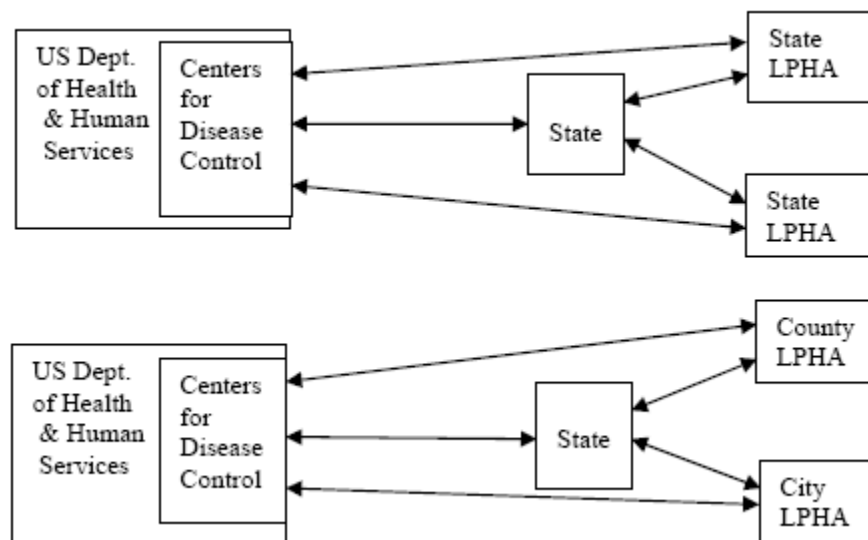 US Dept.
of Health
& Human
Services
Centers
for
Disease
Control
State
State
LPHA
State
LPHA
US Dept.
of Health
& Human
Services
Centers
for
Disease
Control
State
County
LPHA
City
LPHA